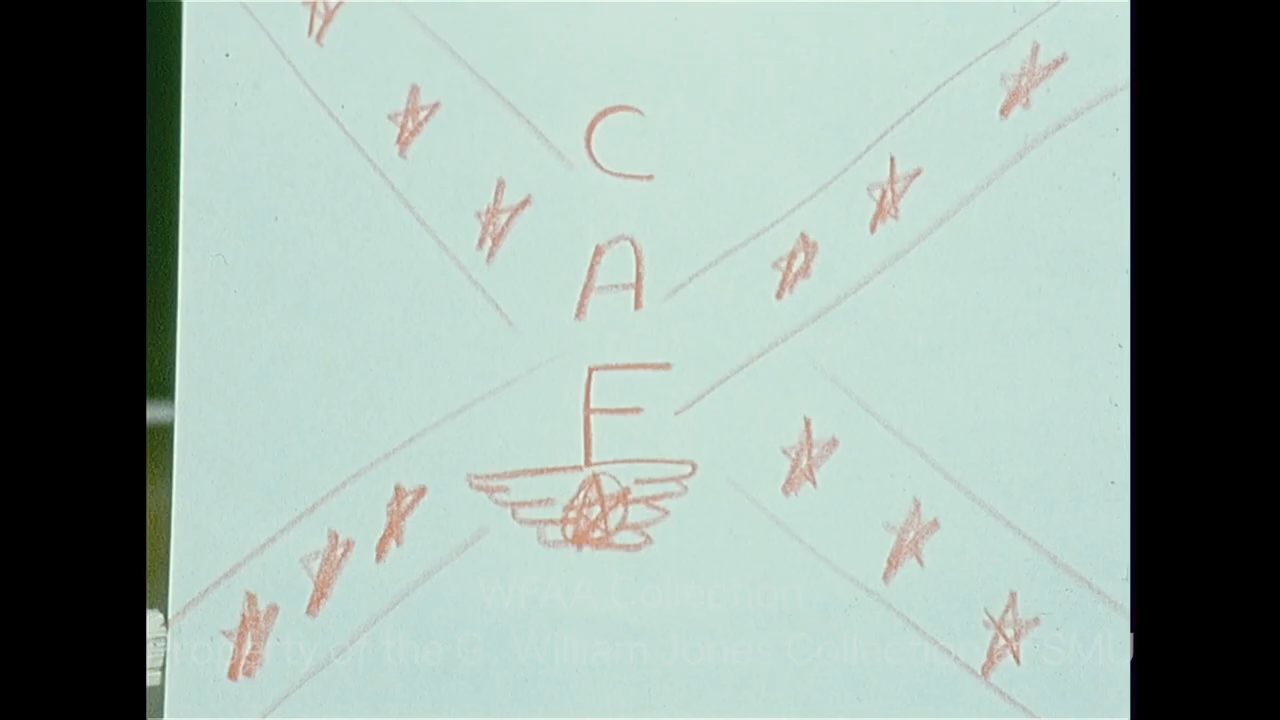 C
A
F
WFAA Collection
Property of the G. William Jones Collection at SMU